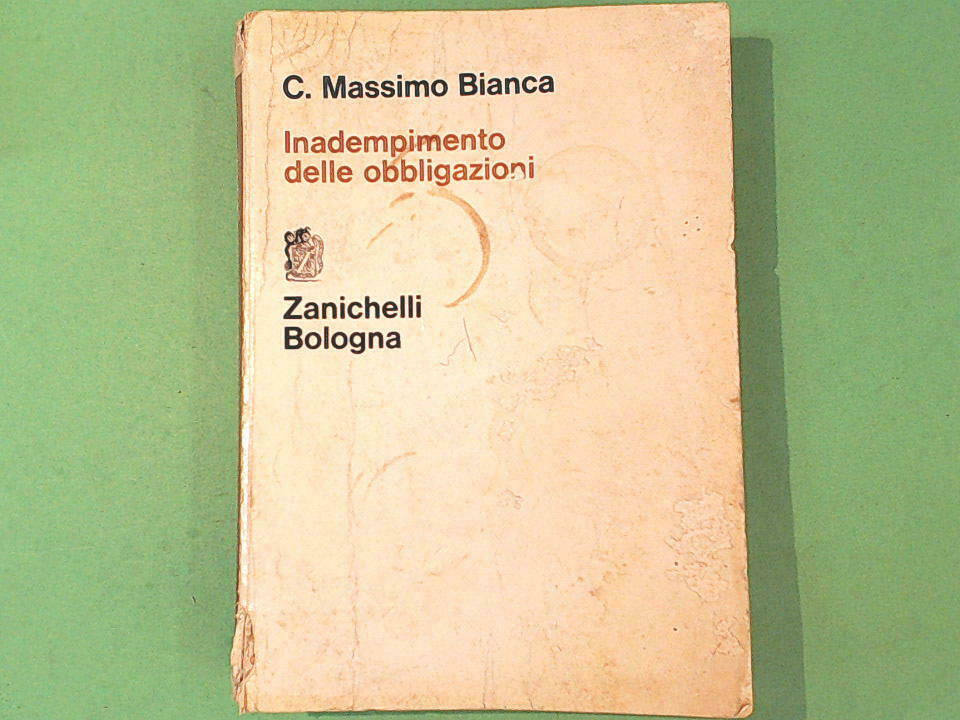 C. Massimo Bianca
Inadempimento
delle obbligazioni
Zanichelli
Bologna